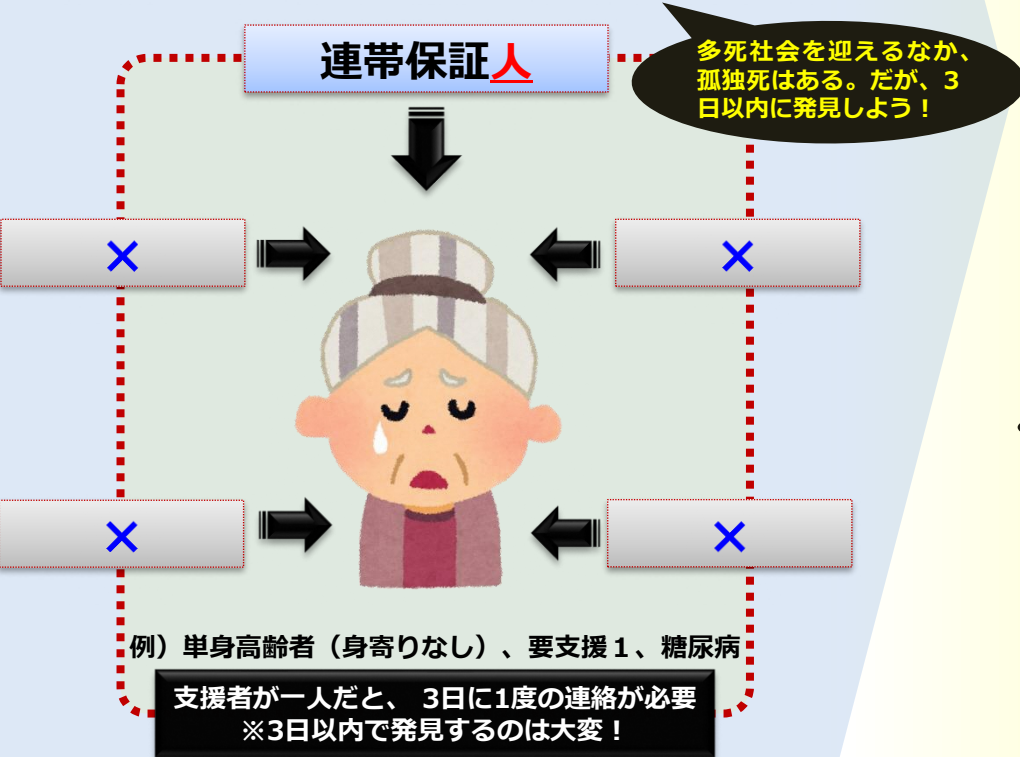 連帯保証人
多死社会を迎えるなか、
孤独死はある。だが、3
日以内に発見しよう！
×
×
×
×
例）単身高齢者（身寄りなし）、要支援１、糖尿病
支援者が一人だと、 3日に1度の連絡が必要
※3日以内で発見するのは大変！